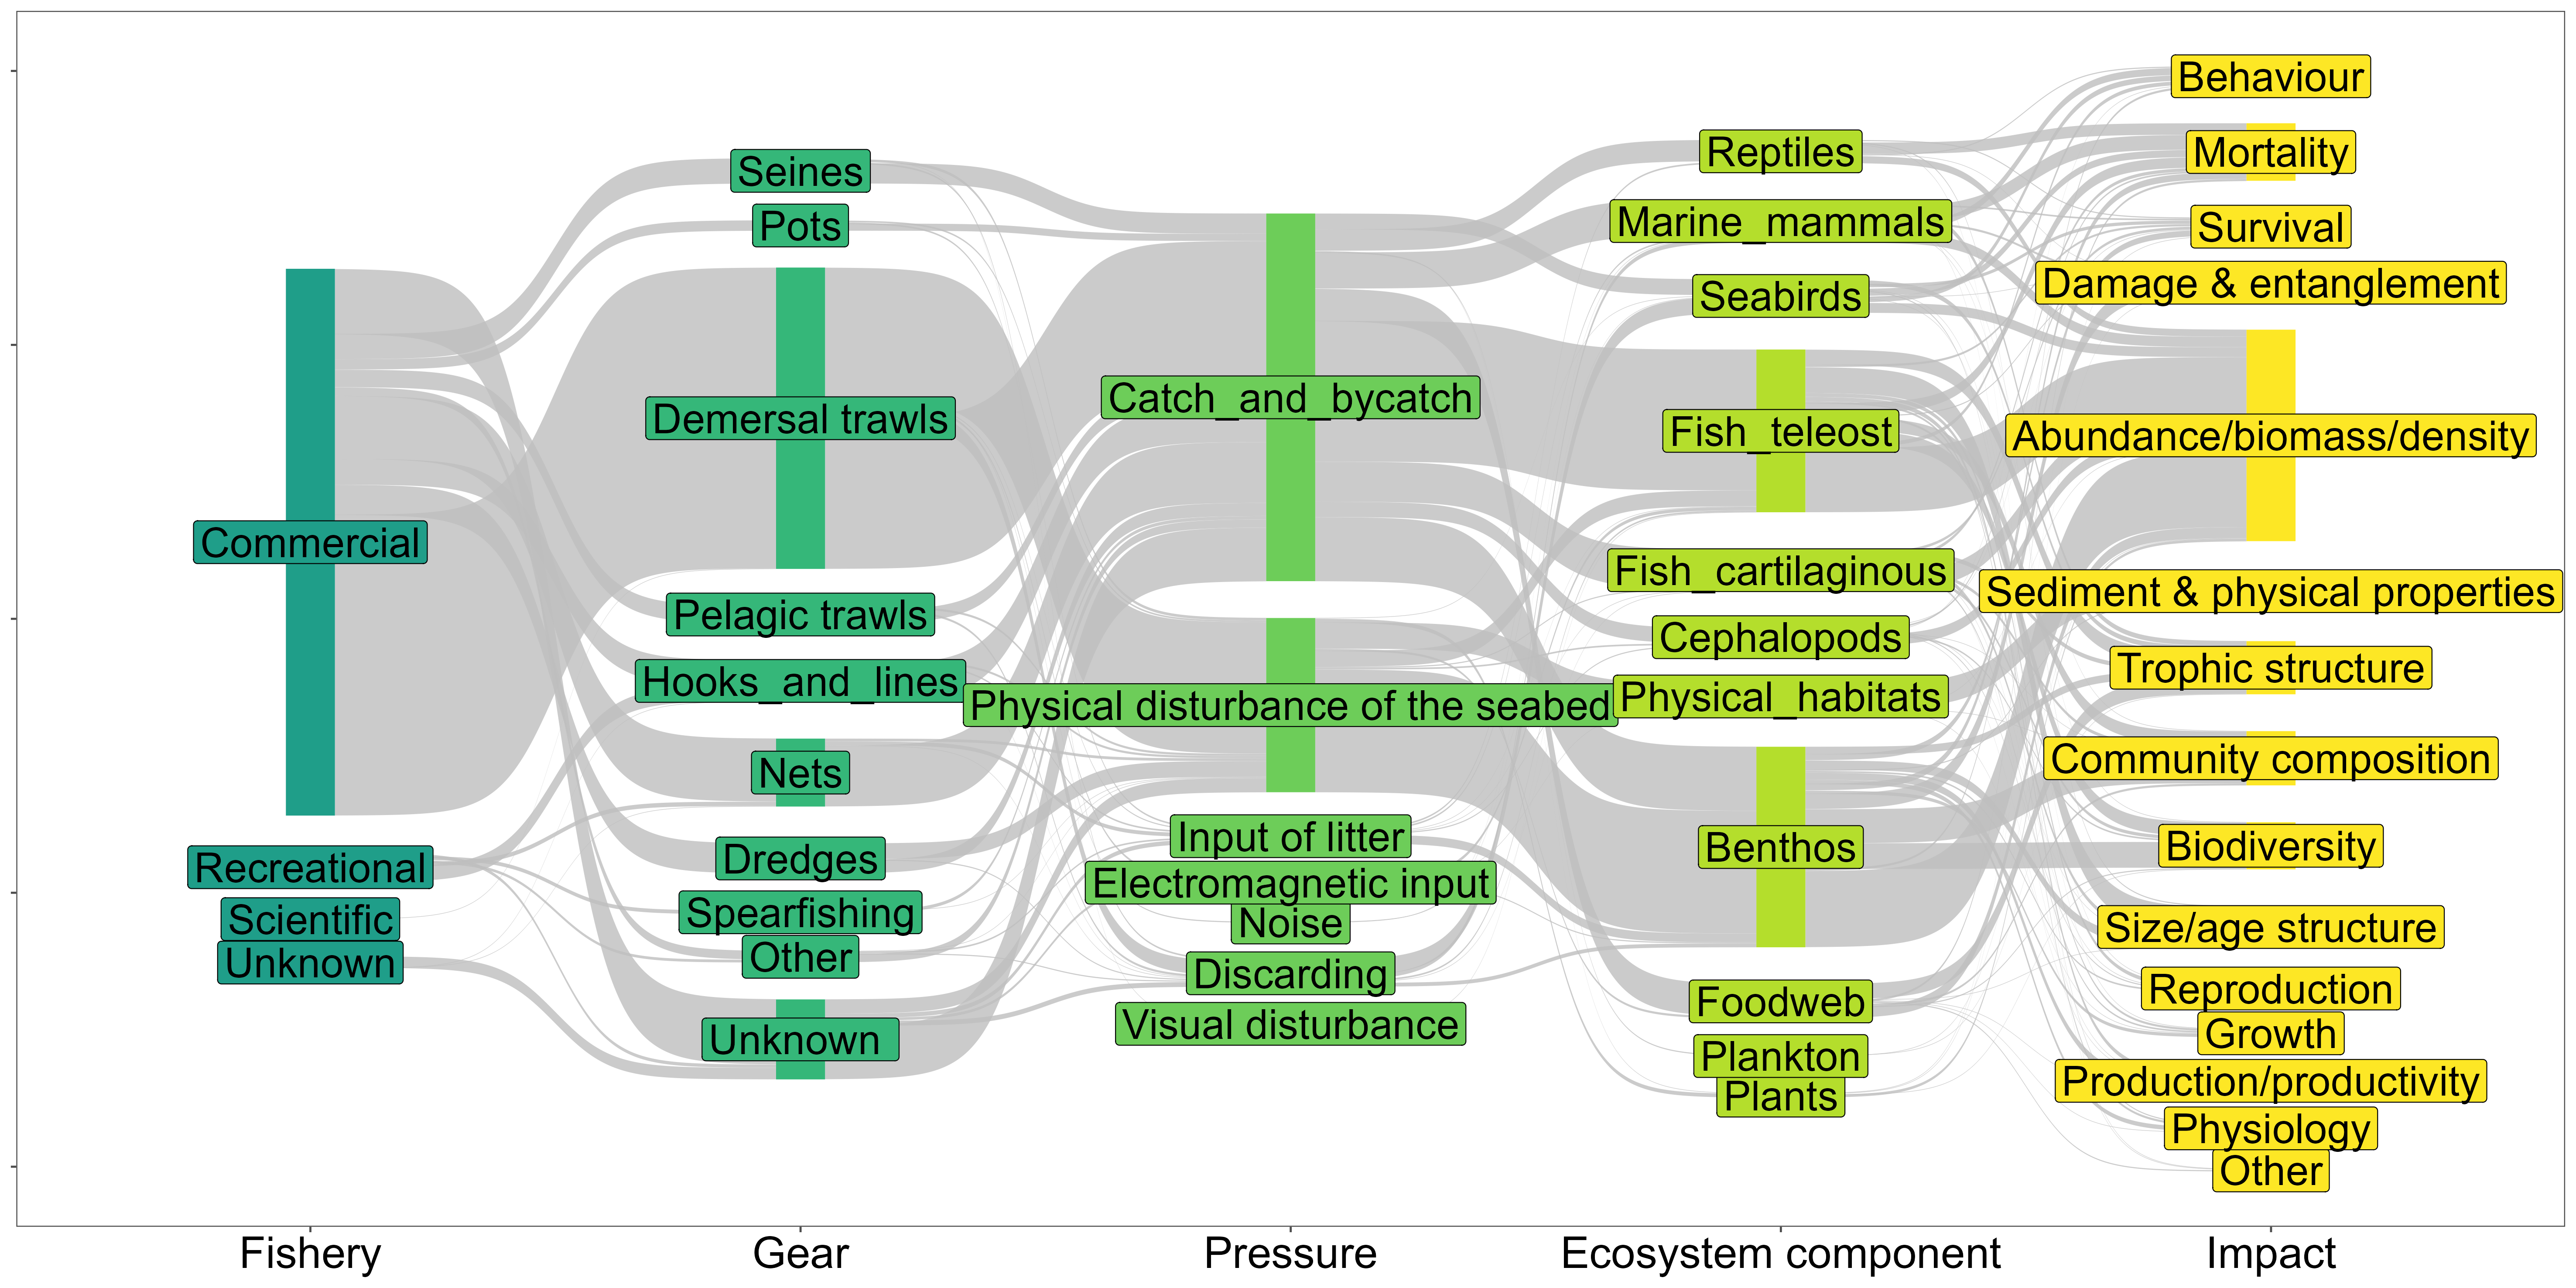 Commercial
Recreational
Scientific
Unknown
Seines
Pots
Demersal trawls
Pelagic trawls
Hooks_and_lines
Nets
Dredges
Spearfishing
Other
Unknown
Catch_and_bycatch
Physical disturbance of the seabed
Input of litter
Electromagnetic input
Noise
Discarding
Visual disturbance
Reptiles
Marine_mammals
Seabirds
Fish_teleost
Fish_cartilaginous
Cephalopods
Physical_habitats
Benthos
Foodweb
Plankton
Plants
Behaviour
Mortality
Survival
Damage & entanglement
Abundance/biomass/density
Sediment & physical properties
Trophic structure
Community composition
Biodiversity
Size/age structure
Reproduction
Growth
Production/productivity
Physiology
Other
Fishery
Gear
Pressure
Ecosystem component
Impact